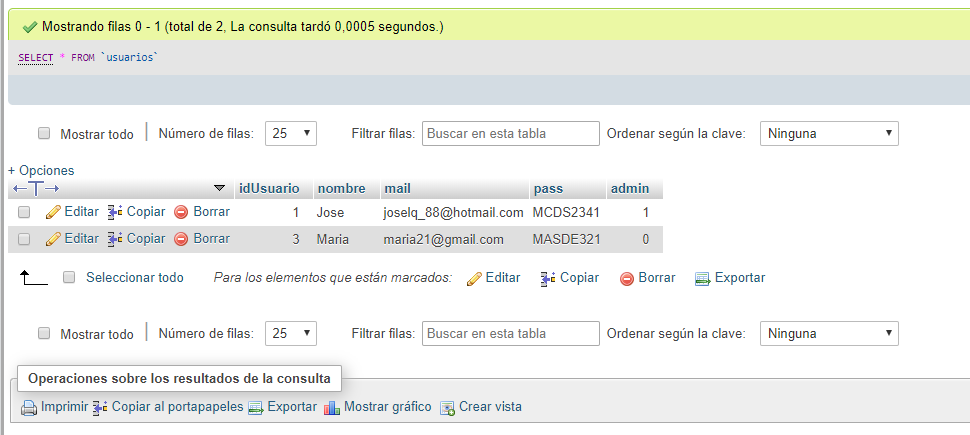 Mostrando filas 0 - 1 (total de 2, La consulta tardó 0,0005 segundos.)
SELECT * FROM `usuarios`
Mostrar todo Número de filas: 25 Filtrar filas: Buscar en esta tabla Ordenar según la clave: Ninguna
+ Opciones
idUsuario nombre mail pass admin
Editar Copiar Borrar 1 Jose joselq_88@hotmail.com MCDS2341 1
Editar Copiar Borrar 3 Maria maria21@gmail.com MASDE321 0
Seleccionar todo Para los elementos que están marcados: Editar Copiar Borrar Exportar
Mostrar todo Número de filas: 25 Filtrar filas: Buscar en esta tabla Ordenar según la clave: Ninguna
Operaciones sobre los resultados de la consulta
Imprimir Copiar al portapapeles Exportar Mostrar gráfico Crear vista